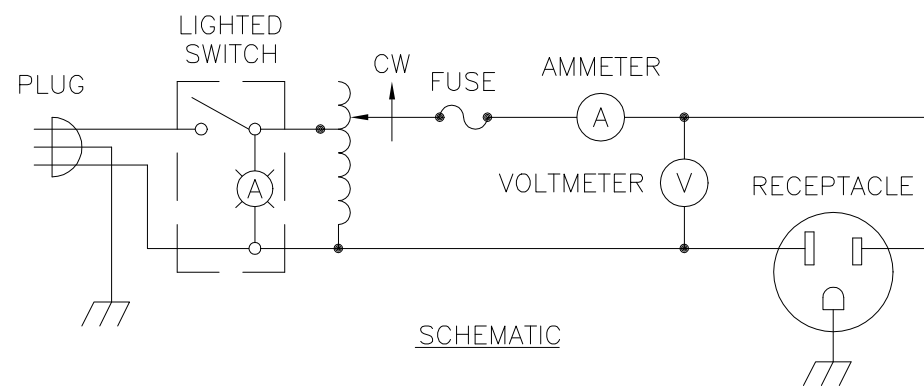 LIGHTED
SWITCH
PLUG
CW
FUSE
AMMETER
A
A
VOLTMETER
V
RECEPTACLE
SCHEMATIC